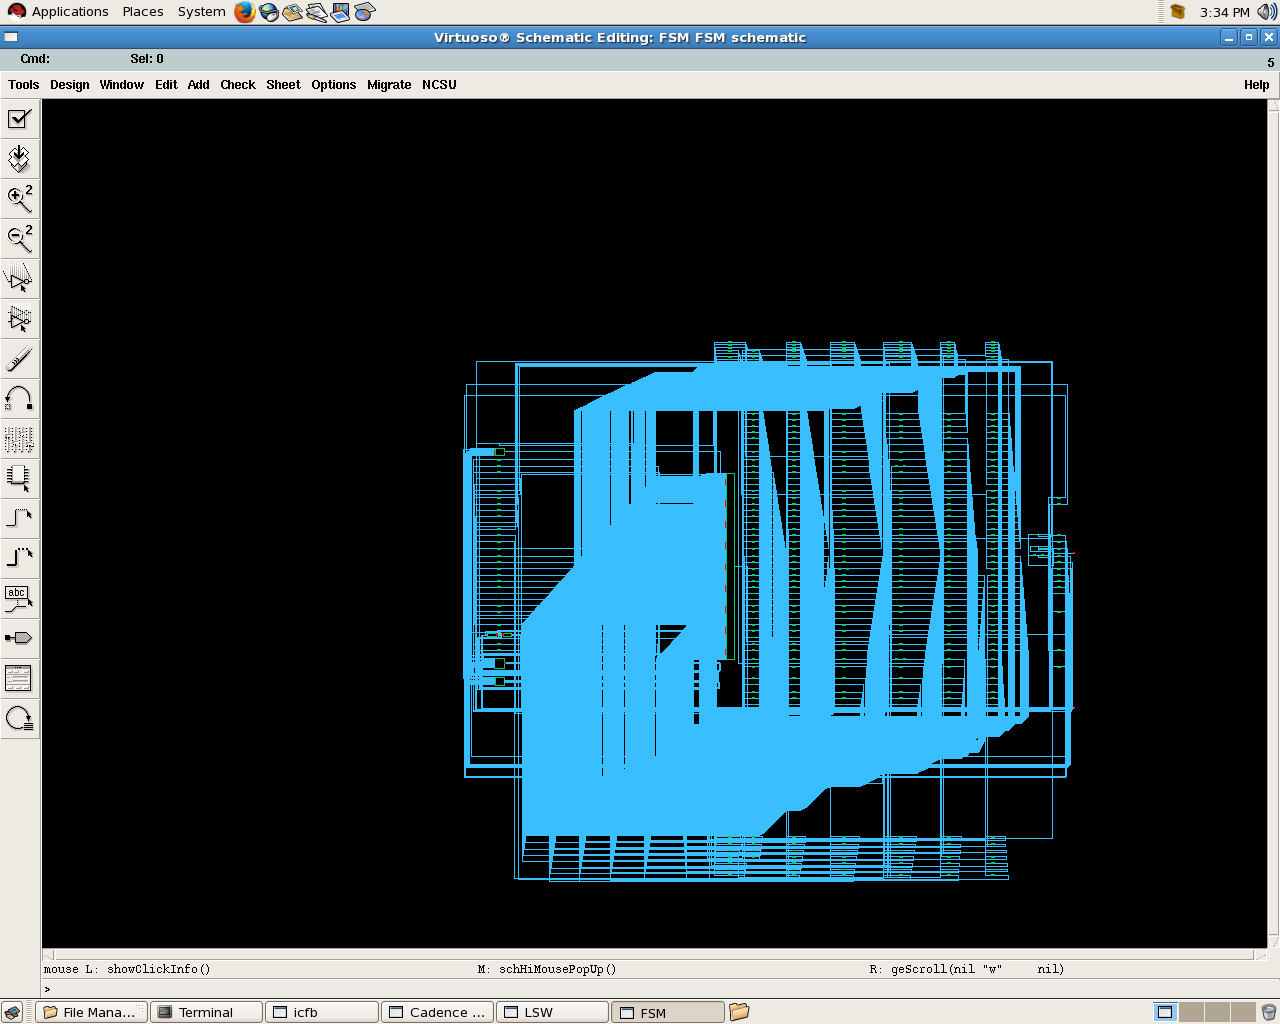 Applications Places System 3:34 PM
Virtuoso® Schematic Editing: FSM FSM schematic
Cmd: Sel: 0
5
Tools Design Window Edit Add Check Sheet Options Migrate NCSU Help
2
2
abc
mouse L: showClickInfo() M: schHiMousePopUp() R: geScroll(nil "w" nil)
>
File Mana... Terminal icfb Cadence ... LSW FSM